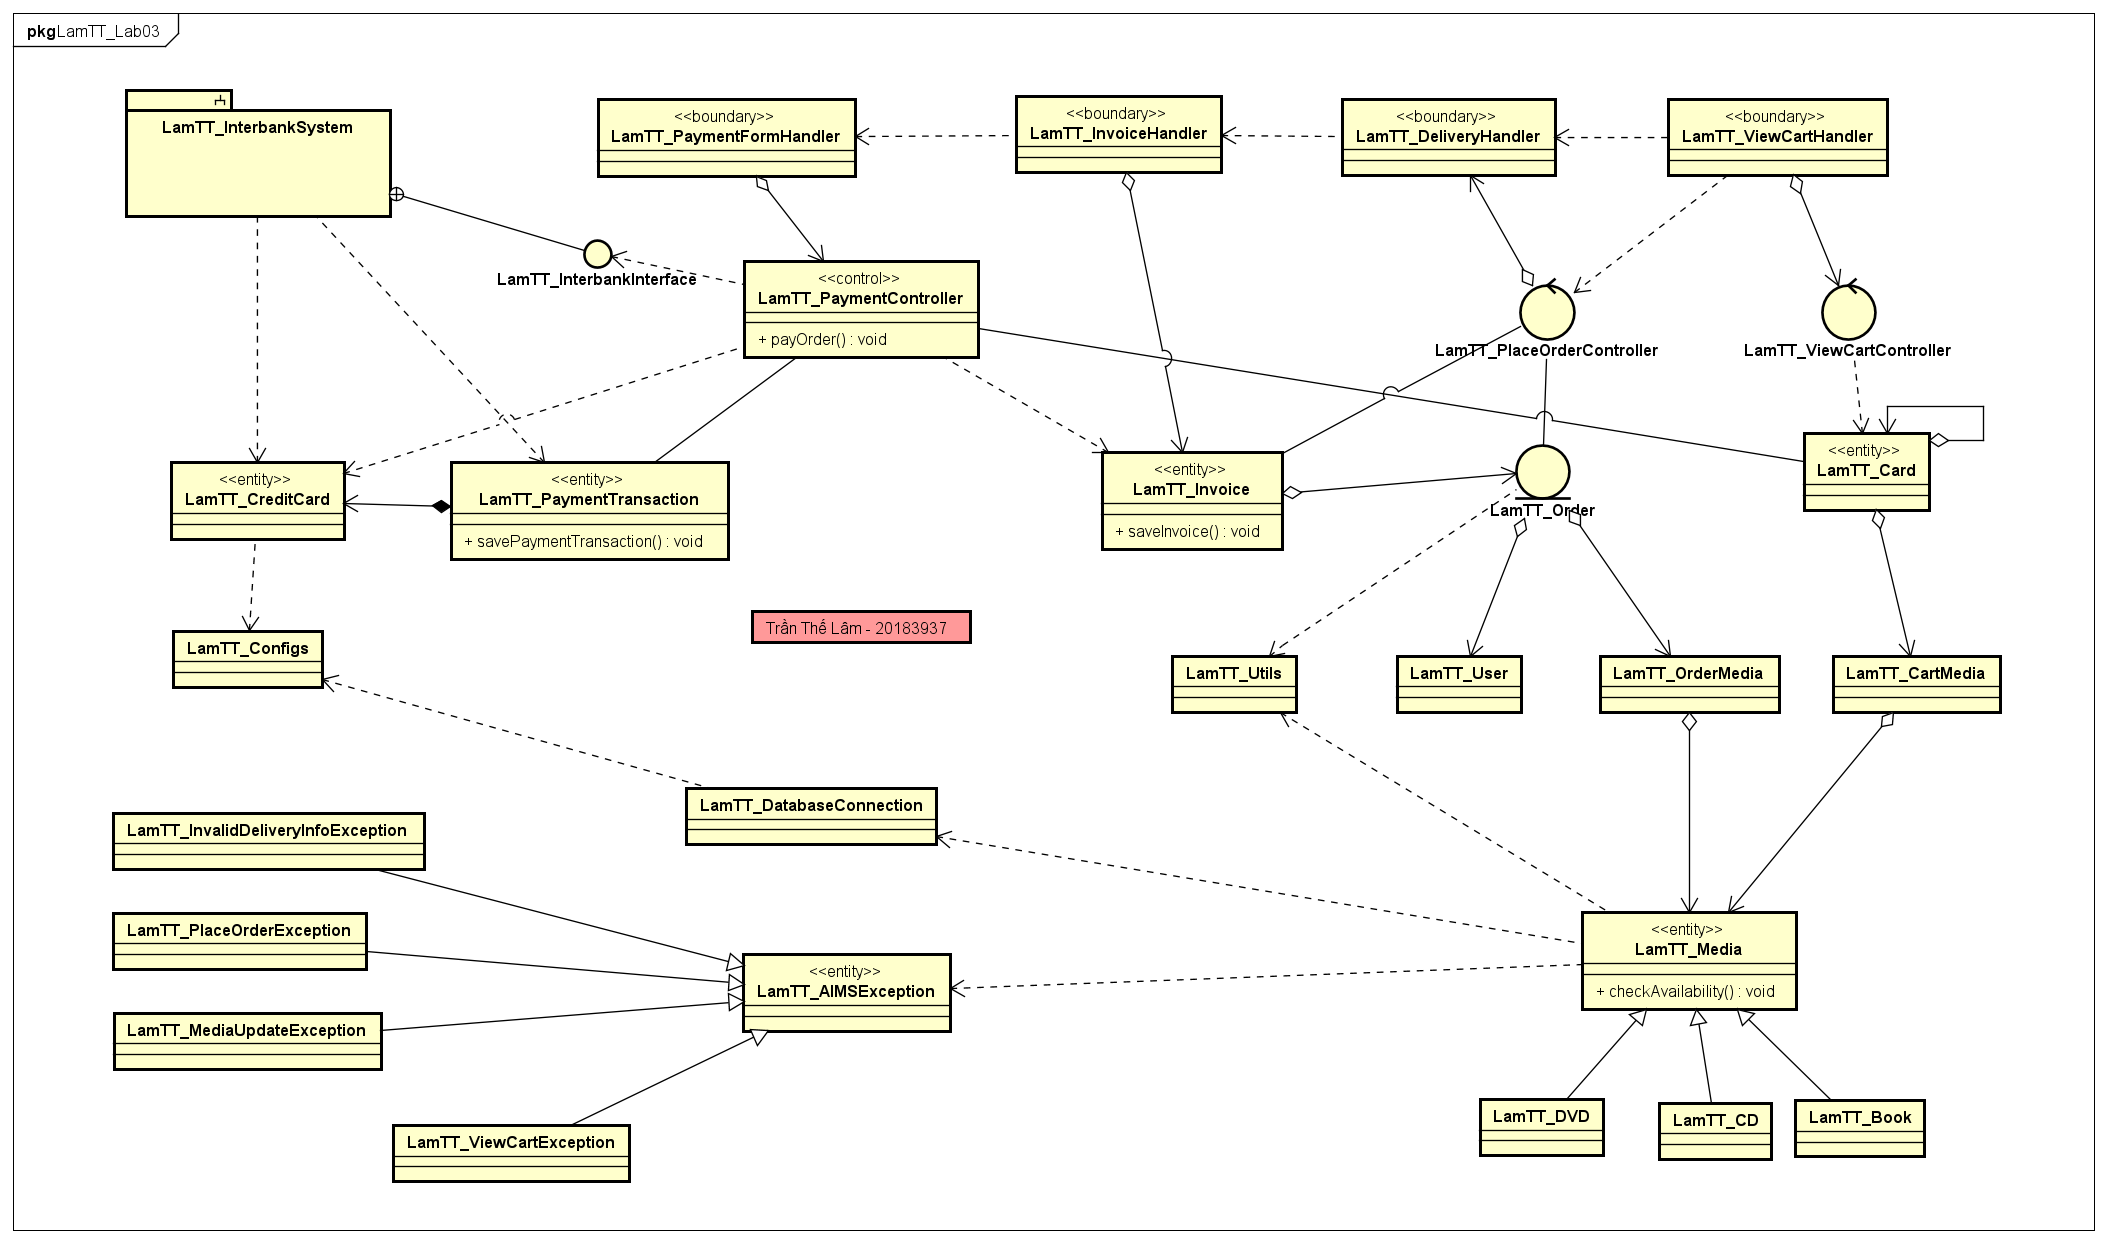 pkg LamTT_Lab03
LamTT_InterbankSystem
<<boundary>>
LamTT_PaymentFormHandler
<<boundary>>
LamTT_InvoiceHandler
<<boundary>>
LamTT_DeliveryHandler
<<boundary>>
LamTT_ViewCartHandler
LamTT_InterbankInterface
<<control>>
LamTT_PaymentController
+ payOrder() : void
LamTT_PlaceOrderController
LamTT_ViewCartController
<<entity>>
LamTT_CreditCard
<<entity>>
LamTT_PaymentTransaction
+ savePaymentTransaction() : void
<<entity>>
LamTT_Invoice
+ saveInvoice() : void
LamTT_Order
<<entity>>
LamTT_Card
Trần Thế Lâm - 20183937
LamTT_Configs
LamTT_Utils
LamTT_User
LamTT_OrderMedia
LamTT_CartMedia
LamTT_DatabaseConnection
LamTT_InvalidDeliveryInfoException
LamTT_PlaceOrderException
LamTT_MediaUpdateException
<<entity>>
LamTT_AIMSException
<<entity>>
LamTT_Media
+ checkAvailability() : void
LamTT_ViewCartException
LamTT_DVD
LamTT_CD
LamTT_Book